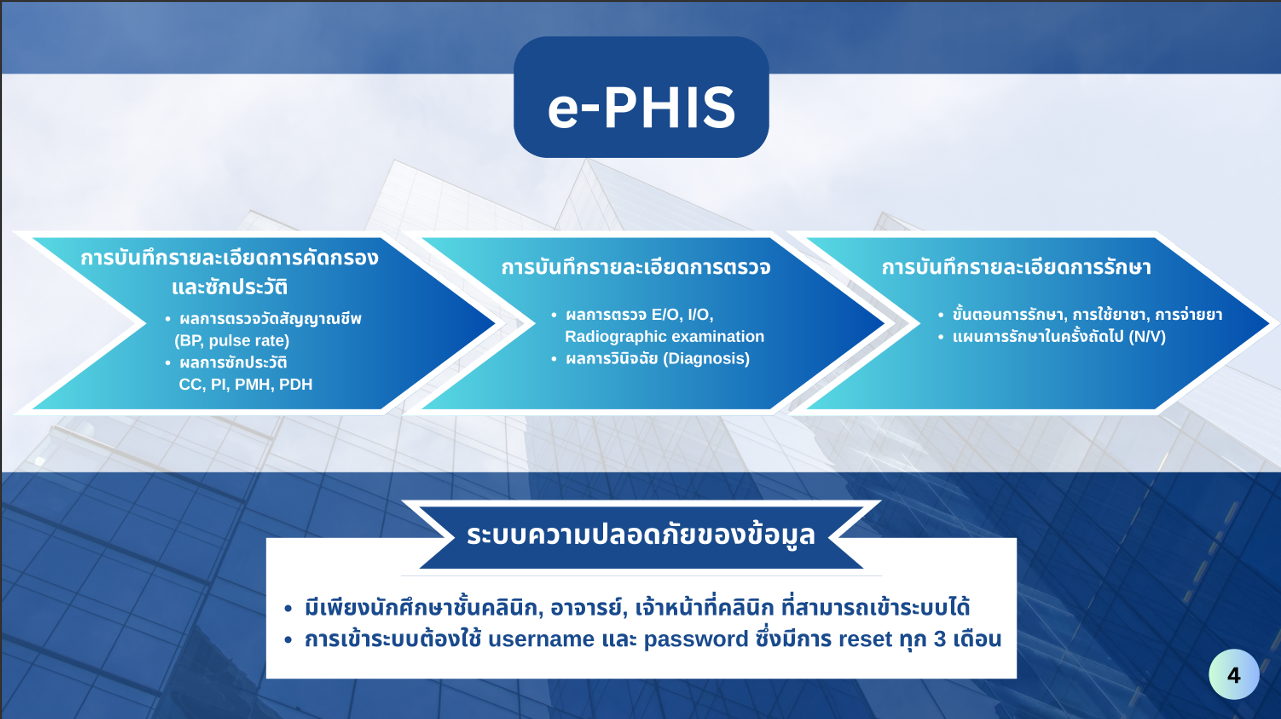 e-PHIS
การบันทึกรายละเอียดการคัดกรอง
และซักประวัติ
• ผลการตรวจวัดสัญญาณชีพ
(BP, pulse rate)
• ผลการซักประวัติ
CC, PI, PMH, PDH
การบันทึกรายละเอียดการตรวจ
• ผลการตรวจ E/O, I/O,
Radiographic examination
• ผลการวินิจฉัย (Diagnosis)
การบันทึกรายละเอียดการรักษา
• ขั้นตอนการรักษา, การใช้ยาชา, การจ่ายยา
• แผนการรักษาในครั้งถัดไป (N/V)
ระบบความปลอดภัยของข้อมูล
• มีเพียงนักศึกษาชั้นคลินิก, อาจารย์, เจ้าหน้าที่คลินิก ที่สามารถเข้าระบบได้
• การเข้าระบบต้องใช้ username และ password ซึ่งมีการ reset ทุก 3 เดือน
4